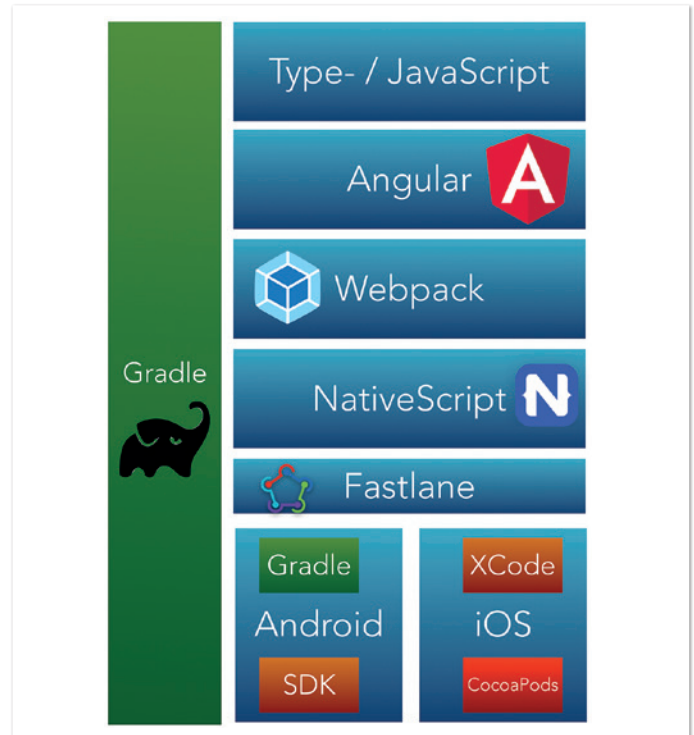 Gradle
Type- / JavaScript
Angular
Webpack
NativeScript
Fastlane
Gradle
Android
SDK
XCode
iOS
CocoaPods